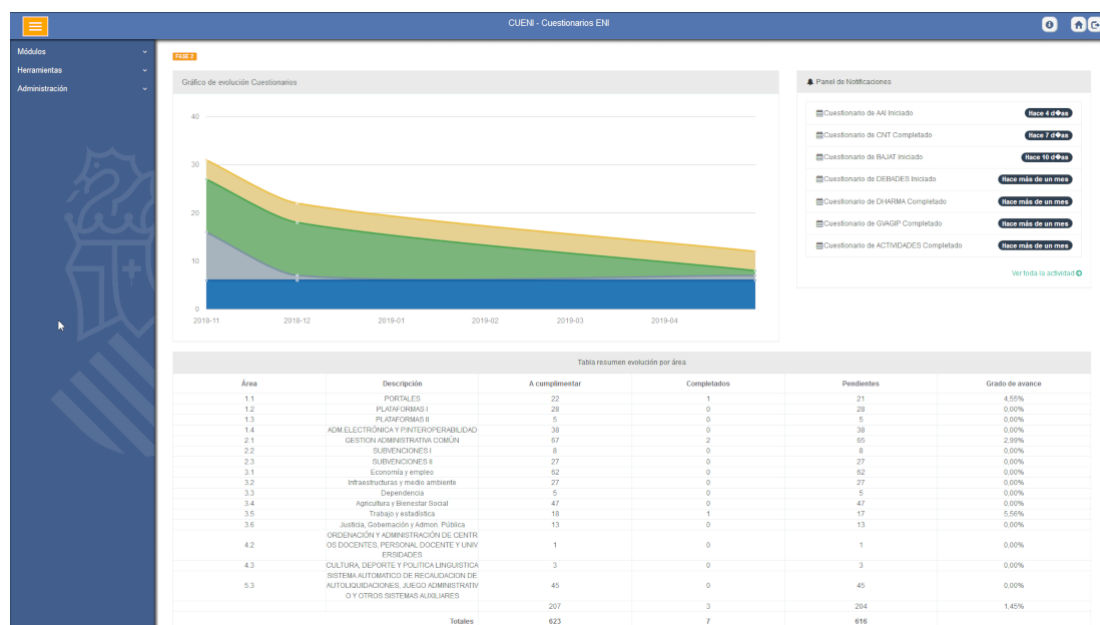 CUENI - Cuestionarios ENI
Módulos
Herramientas
Administración
FASE 2
Gráfico de evolución Cuestionarios
40
30
20
10
0
2018-11 2018-12 2019-01 2019-02 2019-03 2019-04
Panel de Notificaciones
Cuestionario de AAI Iniciado Hace 4 d�as
Cuestionario de CNT Completado Hace 7 d�as
Cuestionario de BAJAT Iniciado Hace 10 d�as
Cuestionario de DEBADES Iniciado Hace más de un mes
Cuestionario de DHARMA Completado Hace más de un mes
Cuestionario de GVAGIP Completado Hace más de un mes
Cuestionario de ACTIVIDADES Completado Hace más de un mes
Ver toda la actividad
Tabla resumen evolución por área
Área Descripción A cumplimentar Completados Pendientes Grado de avance
1.1 PORTALES 22 1 21 4,55%
1.2 PLATAFORMAS I 28 0 28 0,00%
1.3 PLATAFORMAS II 5 0 5 0,00%
1.4 ADM.ELECTRÓNICA Y P.INTEROPERABILIDAD 38 0 38 0,00%
2.1 GESTION ADMINISTRATIVA COMÚN 67 2 65 2,99%
2.2 SUBVENCIONES I 8 0 8 0,00%
2.3 SUBVENCIONES II 27 0 27 0,00%
3.1 Economía y empleo 62 0 62 0,00%
3.2 Infraestructuras y medio ambiente 27 0 27 0,00%
3.3 Dependencia 5 0 5 0,00%
3.4 Agricultura y Bienestar Social 47 0 47 0,00%
3.5 Trabajo y estadística 18 1 17 5,56%
3.6 Justicia, Gobernación y Admon. Pública 13 0 13 0,00%
ORDENACIÓN Y ADMINISTRACIÓN DE CENTR
4.2 OS DOCENTES, PERSONAL DOCENTE Y UNIV 1 0 1 0,00%
ERSIDADES
4.3 CULTURA, DEPORTE Y POLITICA LINGUISTICA 3 0 3 0,00%
SISTEMA AUTOMATICO DE RECAUDACION DE
5.3 AUTOLIQUIDACIONES, JUEGO ADMINISTRATIV 45 0 45 0,00%
O Y OTROS SISTEMAS AUXILIARES
207 3 204 1,45%
Totales 623 7 616